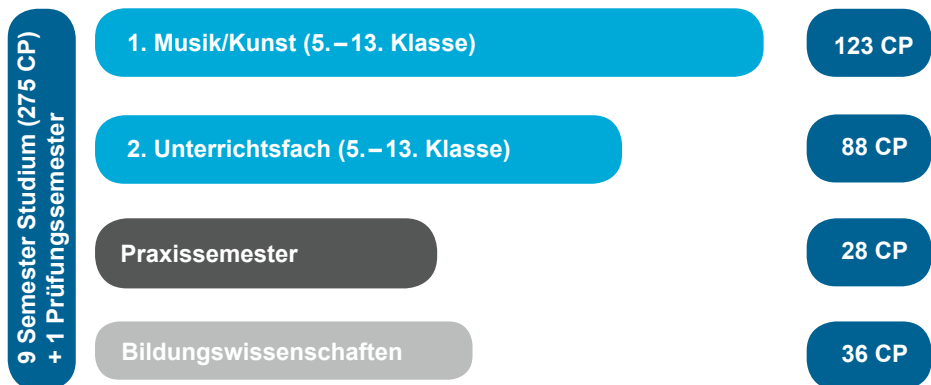 9 Semester Studium (275 CP)
+ 1 Prüfungssemester
1. Musik/Kunst (5.–13. Klasse)
123 CP
2. Unterrichtsfach (5.–13. Klasse)
88 CP
Praxissemester
28 CP
Bildungswissenschaften
36 CP